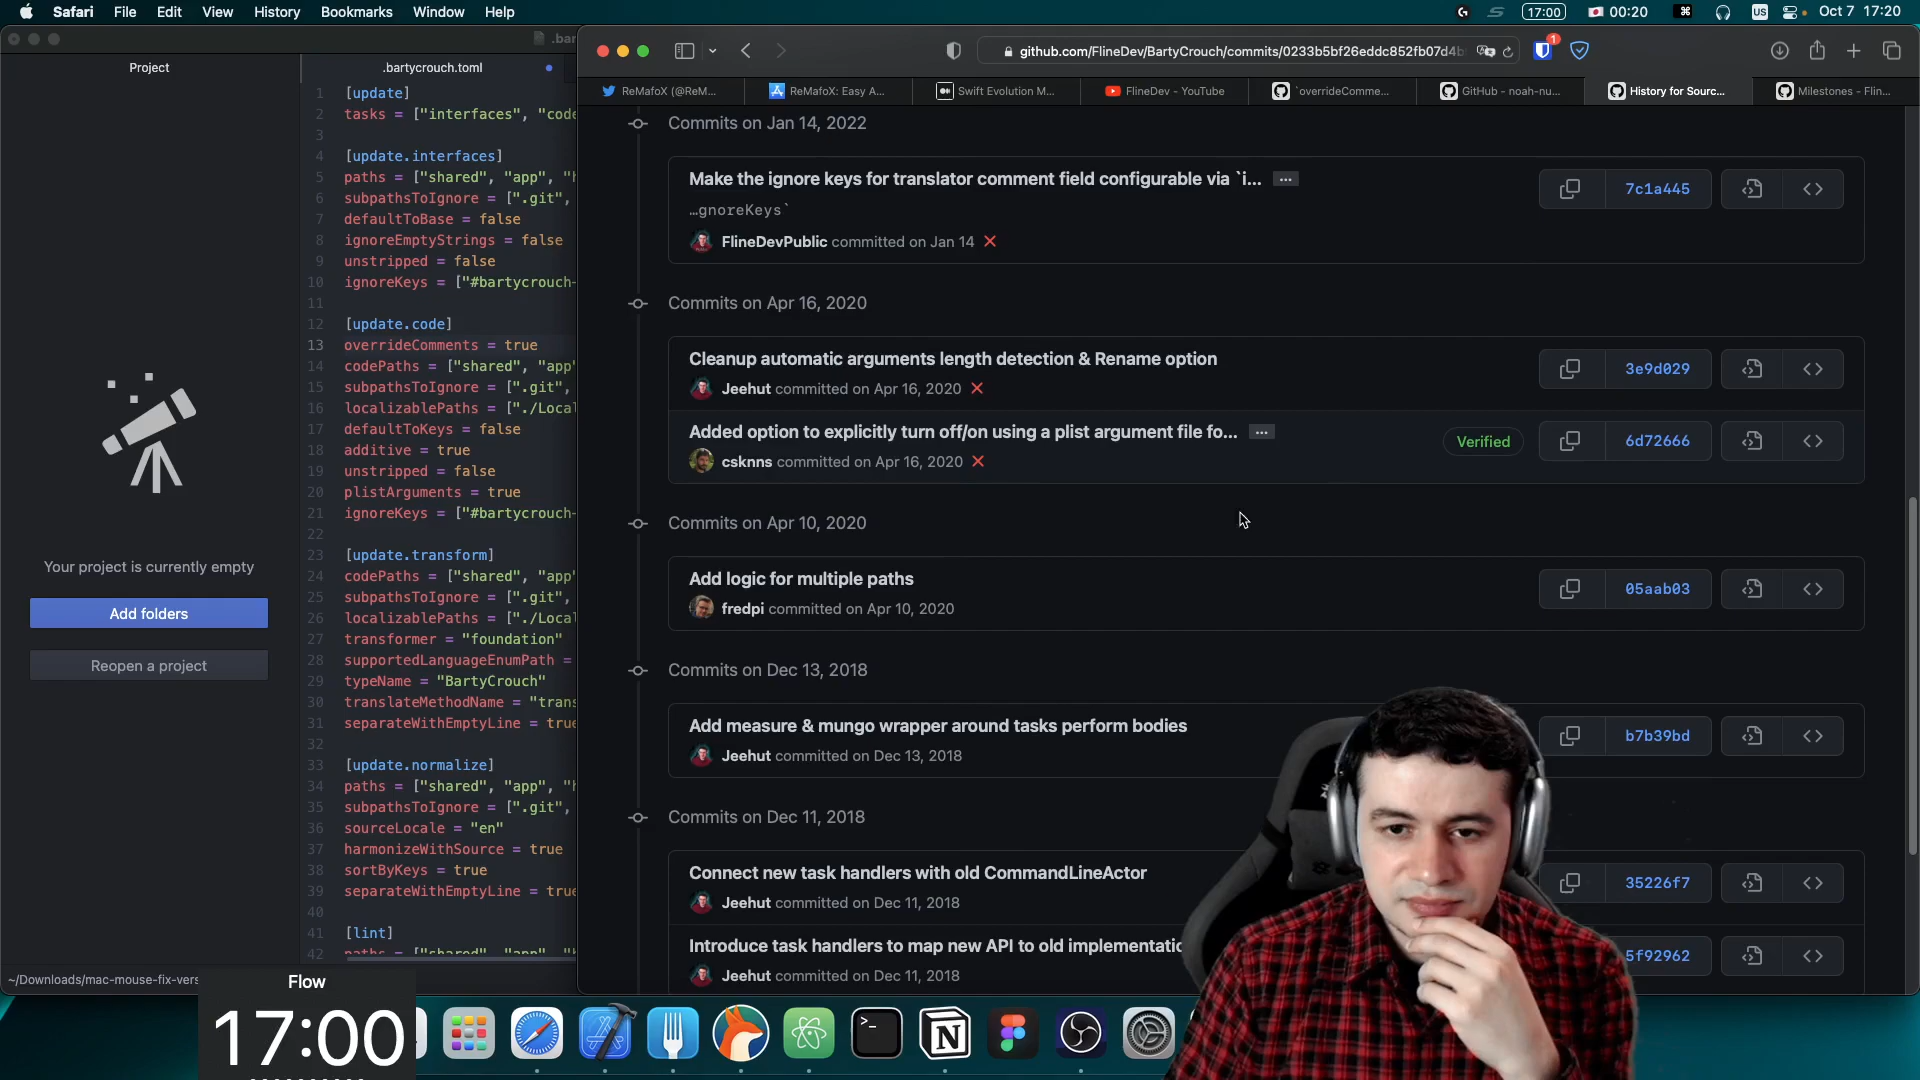 Safari File Edit View History Bookmarks Window Help
17:00 00:20 US Oct 7 17:20
Project
.bartycrouch.toml
.bar
1 [update]
2 tasks = ["interfaces", "code
3
4 [update.interfaces]
5 paths = ["shared", "app", "h
6 subpathsToIgnore = [".git",
7 defaultToBase = false
8 ignoreEmptyStrings = false
9 unstripped = false
10 ignoreKeys = ["#bartycrouch-
11
12 [update.code]
13 overrideComments = true
14 codePaths = ["shared", "app"
15 subpathsToIgnore = [".git",
16 localizablePaths = ["./Local
17 defaultToKeys = false
18 additive = true
19 unstripped = false
20 plistArguments = true
21 ignoreKeys = ["#bartycrouch-
22
23 [update.transform]
24 codePaths = ["shared", "app"
25 subpathsToIgnore = [".git",
26 localizablePaths = ["./Local
27 transformer = "foundation"
28 supportedLanguageEnumPath =
29 typeName = "BartyCrouch"
30 translateMethodName = "trans
31 separateWithEmptyLine = true
32
33 [update.normalize]
34 paths = ["shared", "app", "h
35 subpathsToIgnore = [".git",
36 sourceLocale = "en"
37 harmonizeWithSource = true
38 sortByKeys = true
39 separateWithEmptyLine = true
40
41 [lint]
42 paths = ["shared", "app", "h
Your project is currently empty
Add folders
Reopen a project
~/Downloads/mac-mouse-fix-vers
Flow
17:00
github.com/FlineDev/BartyCrouch/commits/0233b5bf26eddc852fb07d4b
1
ReMafoX (@ReM...
ReMafoX: Easy A...
Swift Evolution M...
FlineDev - YouTube
`overrideComme...
GitHub - noah-nu...
History for Sourc...
Milestones - Flin...
Commits on Jan 14, 2022
Make the ignore keys for translator comment field configurable via `i... …
7c1a445
…gnoreKeys`
FlineDevPublic committed on Jan 14
Commits on Apr 16, 2020
Cleanup automatic arguments length detection & Rename option
3e9d029
Jeehut committed on Apr 16, 2020
Added option to explicitly turn off/on using a plist argument file fo... …
Verified
6d72666
csknns committed on Apr 16, 2020
Commits on Apr 10, 2020
Add logic for multiple paths
05aab03
fredpi committed on Apr 10, 2020
Commits on Dec 13, 2018
Add measure & mungo wrapper around tasks perform bodies
b7b39bd
Jeehut committed on Dec 13, 2018
Commits on Dec 11, 2018
Connect new task handlers with old CommandLineActor
35226f7
Jeehut committed on Dec 11, 2018
Introduce task handlers to map new API to old implementatic
5f92962
Jeehut committed on Dec 11, 2018